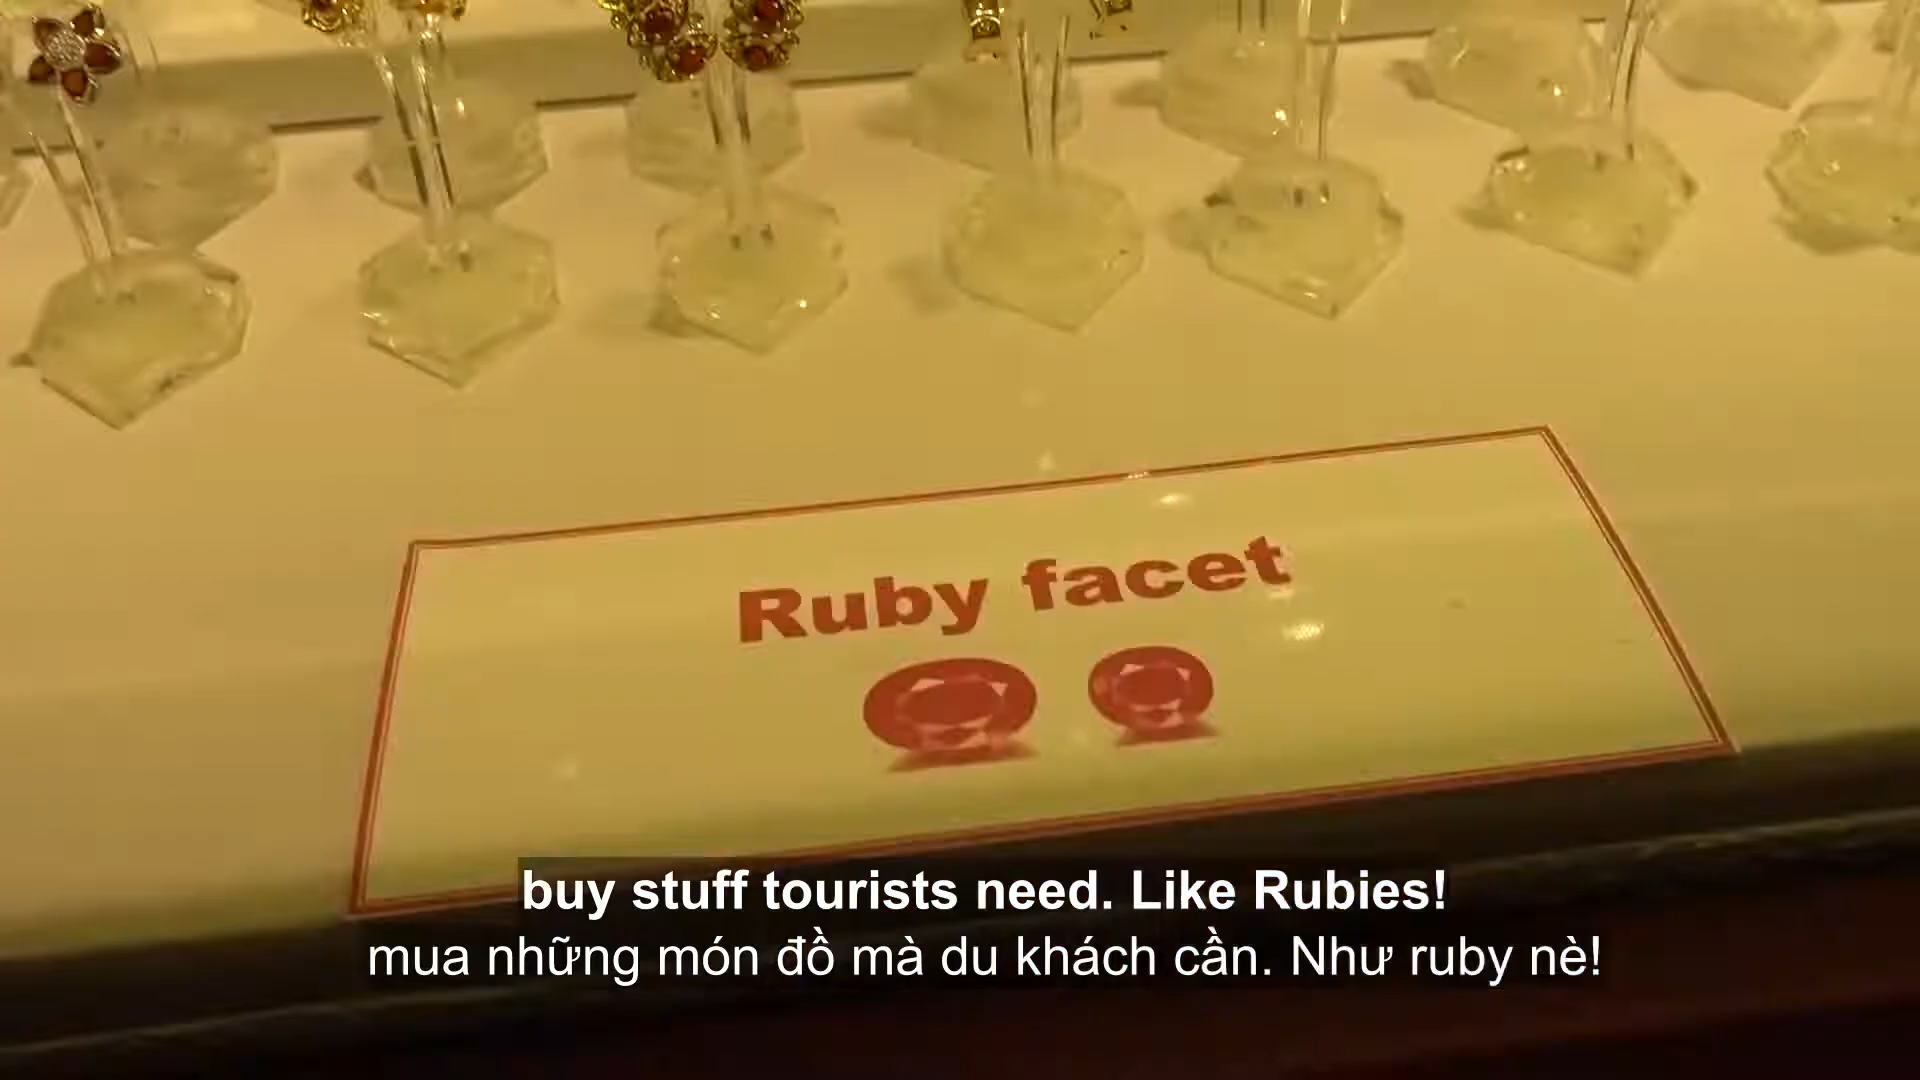 Ruby facet
buy stuff tourists need. Like Rubies!
mua những món đồ mà du khách cần. Như ruby nè!